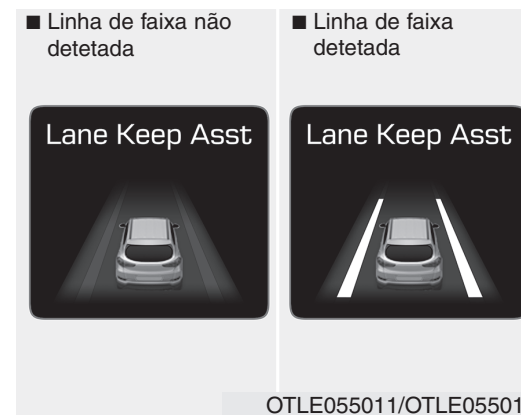 ■ Linha de faixa não
detetada
■ Linha de faixa
detetada
Lane Keep Asst
Lane Keep Asst
OTLE055011/OTLE05501